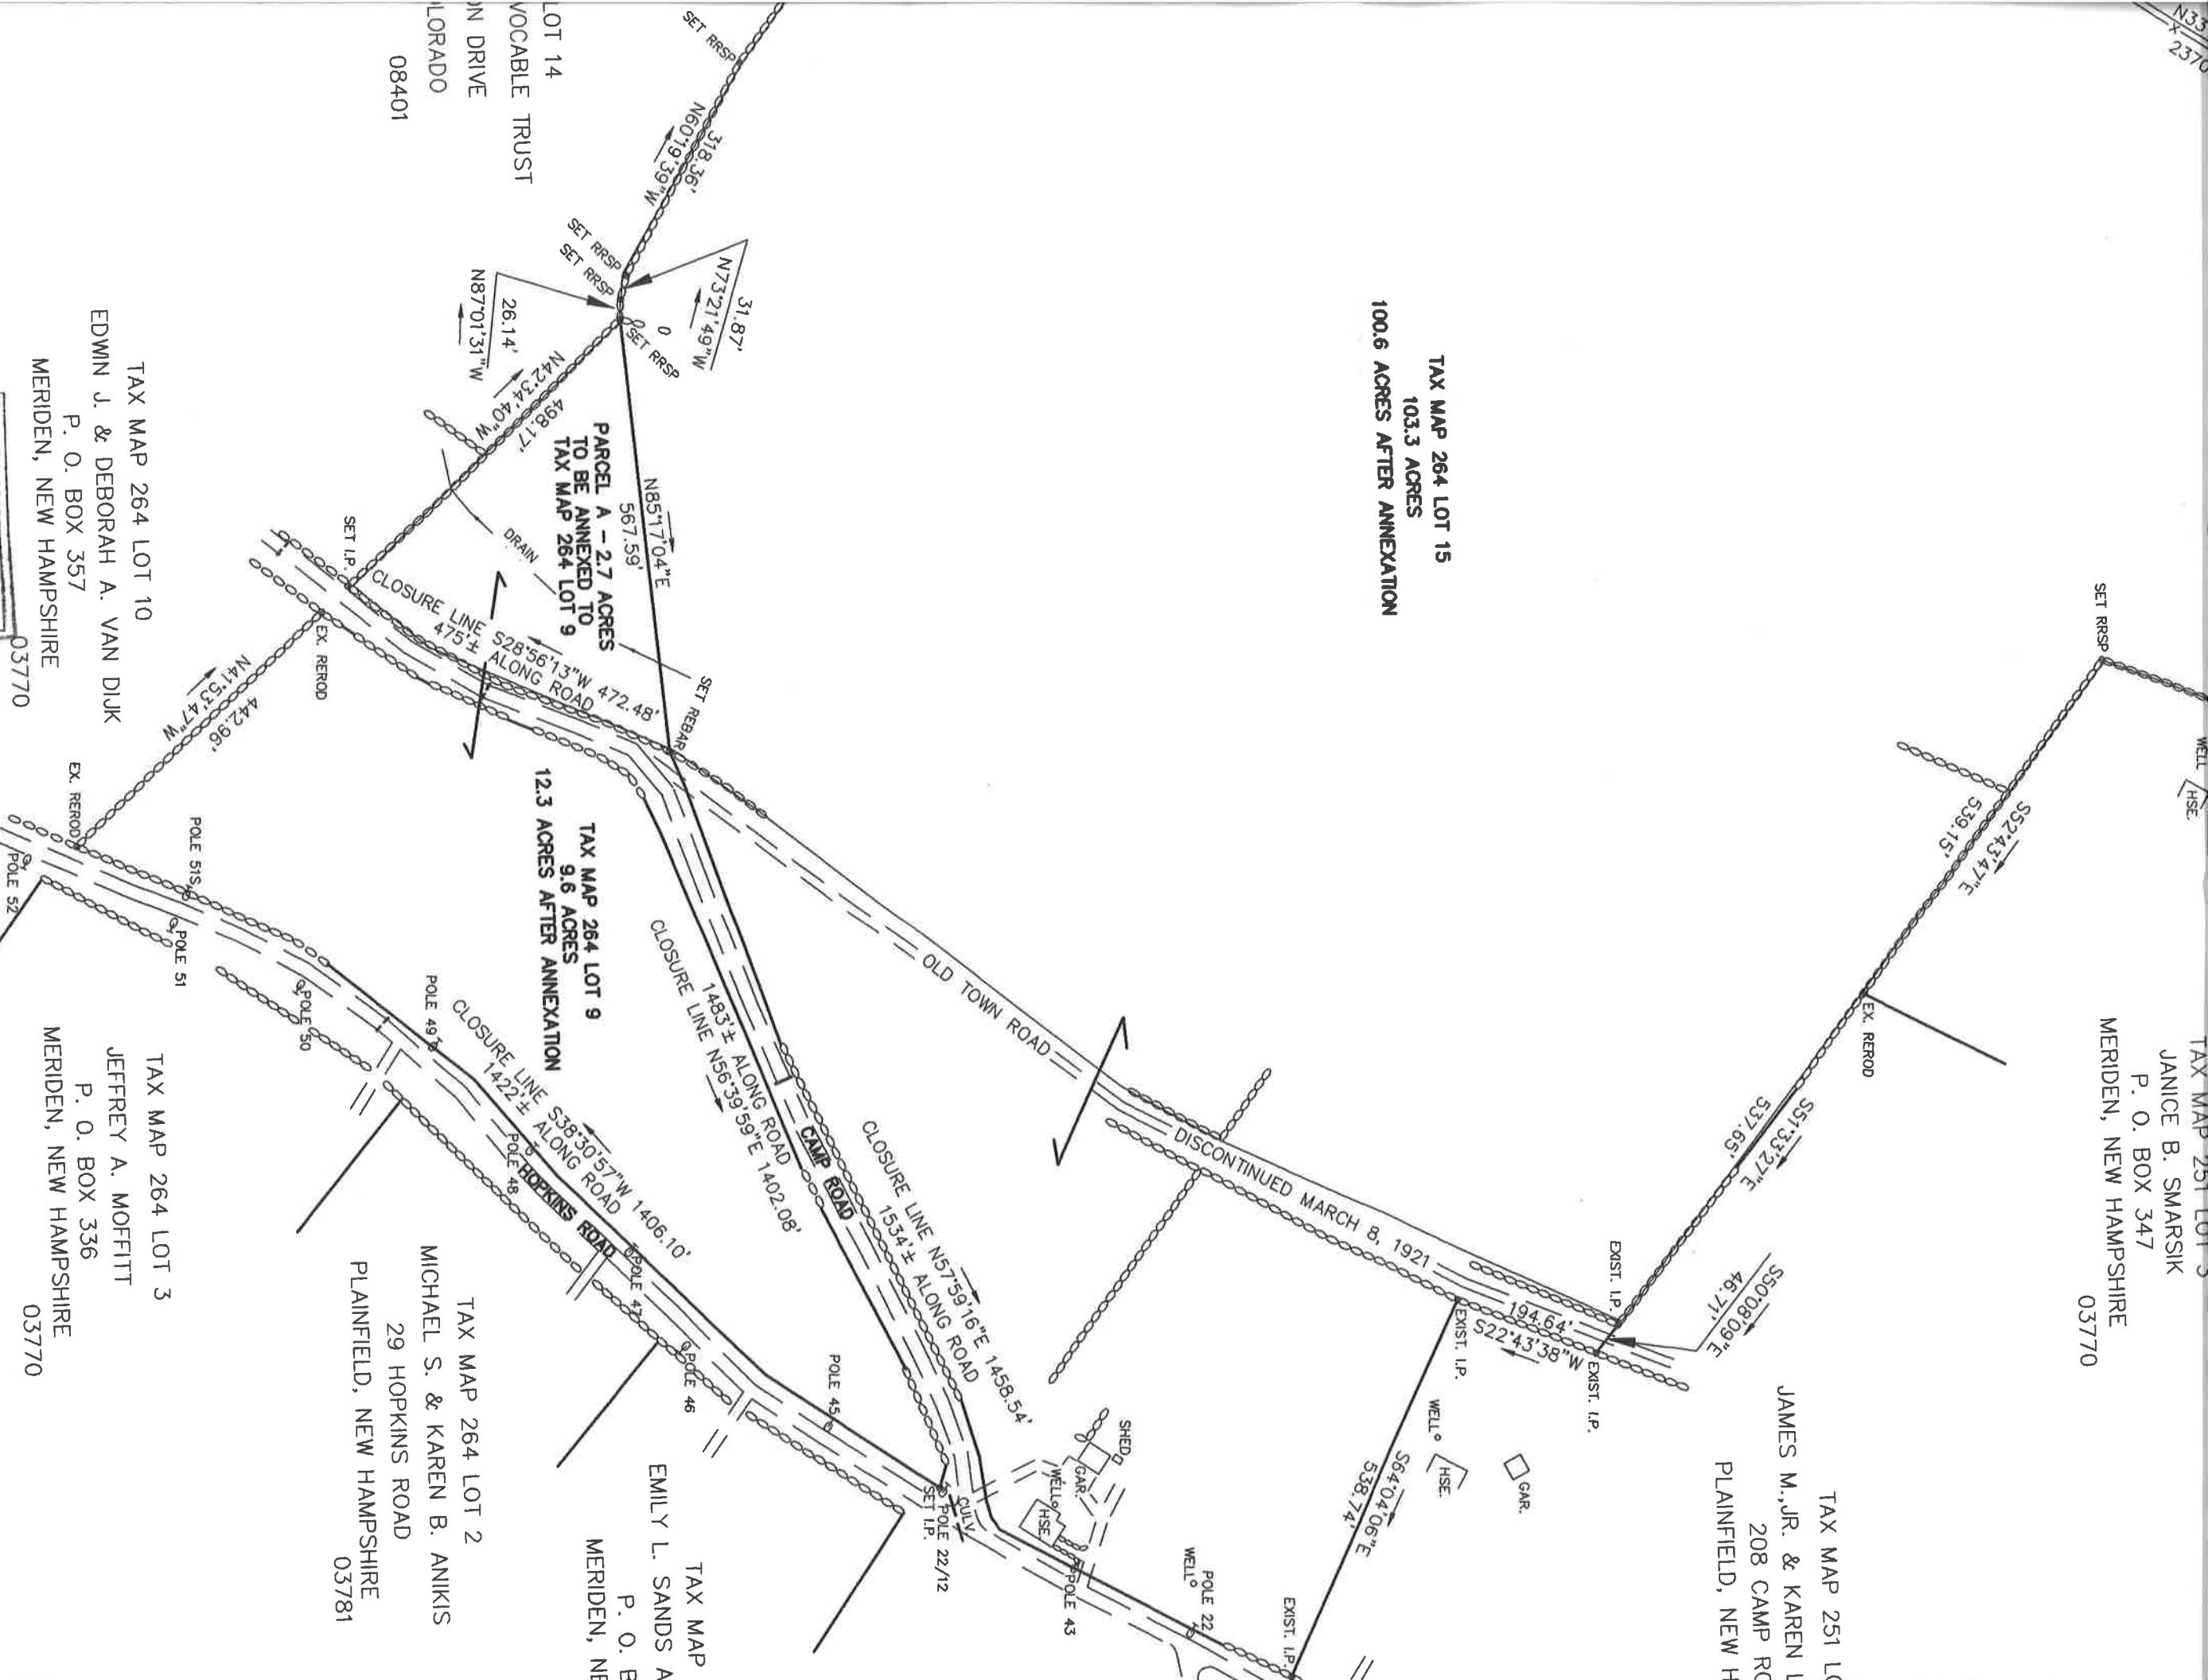 N33°
2370
WELL
HSE.
SET RRSP
TAX MAP 251 LOT 3
JANICE B. SMARSIK
P. O. BOX 347
MERIDEN, NEW HAMPSHIRE
03770
S52°43'47"E
539.15'
EX. REROD
S51°33'27"E
537.65'
S50°08'09"E
46.71'
EXIST. I.P.
EXIST. I.P.
194.64'
S22°43'38"W
EXIST. I.P.
TAX MAP 251
JAMES M.,JR. & KAREN
208 CAMP
PLAINFIELD, NEW
GAR.
HSE.
WELL
S64°04'06"E
538.74'
EXIST. I.P.
TAX MAP 264 LOT 15
103.3 ACRES
100.6 ACRES AFTER ANNEXATION
OLD TOWN ROAD
DISCONTINUED MARCH 8, 1921
SET RRSP
318.36'
N60°19'39"W
LOT 14
VOCABLE TRUST
ON DRIVE
LORADO
08401
SET RRSP
SET RRSP
31.87'
N73°21'49"W
26.14'
N87°01'31"W
SET RRSP
N42°34'40"W
498.17'
N85°17'04"E
567.59'
PARCEL A - 2.7 ACRES
TO BE ANNEXED TO
TAX MAP 264 LOT 9
DRAIN
SET I.P.
CLOSURE LINE S28°56'13"W 472.48'
475'± ALONG ROAD
SET REBAR
EX. REROD
N41°53'47"W
442.96'
EX. REROD
TAX MAP 264 LOT 10
EDWIN J. & DEBORAH A. VAN DIJK
P. O. BOX 357
MERIDEN, NEW HAMPSHIRE
03770
TAX MAP 264 LOT 9
9.6 ACRES
12.3 ACRES AFTER ANNEXATION
1483'± ALONG ROAD
CLOSURE LINE N56°39'59"E 1402.08'
CAMP ROAD
CLOSURE LINE N57°59'16"E 1458.54'
1534'± ALONG ROAD
SHED
GAR.
WELL
HSE.
CULV.
POLE 22/12
SET I.P.
POLE 43
POLE 22
WELL
CLOSURE LINE S38°30'57"W 1406.10'
1422'± ALONG ROAD
HOPKINS ROAD
POLE 52
POLE 51S
POLE 51
POLE 50
POLE 49
POLE 48
POLE 47
POLE 46
POLE 45
TAX MAP 264 LOT 3
JEFFREY A. MOFFITT
P. O. BOX 336
MERIDEN, NEW HAMPSHIRE
03770
TAX MAP 264 LOT 2
MICHAEL S. & KAREN B. ANIKIS
29 HOPKINS ROAD
PLAINFIELD, NEW HAMPSHIRE
03781
TAX MAP
EMILY L. SANDS
P. O.
MERIDEN,